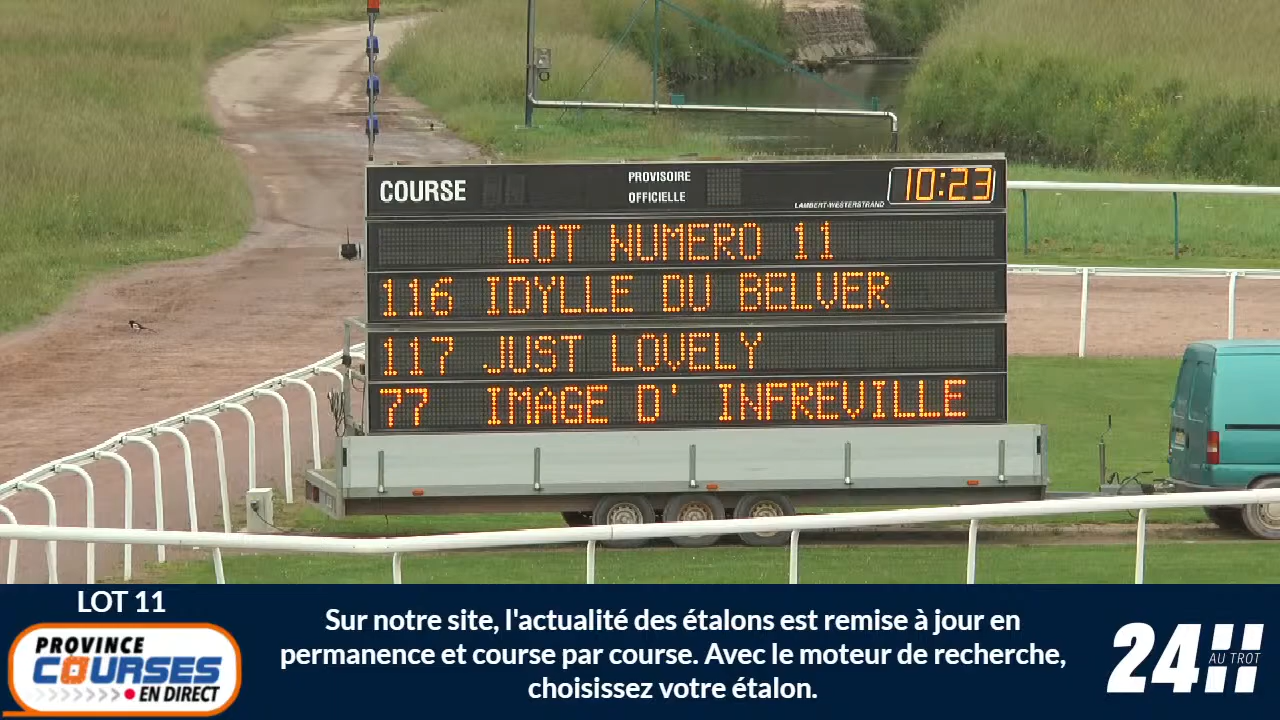 COURSE
PROVISOIRE
OFFICIELLE
LAMBERT-WESTERSTRAND
10:23
LOT NUMERO 11
116 IDYLLE DU BELVER
117 JUST LOVELY
77 IMAGE D' INFREVILLE
LOT 11
PROVINCE
COURSES
EN DIRECT
Sur notre site, l'actualité des étalons est remise à jour en
permanence et course par course. Avec le moteur de recherche,
choisissez votre étalon.
24H
AU TROT